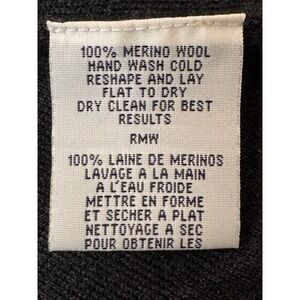 100% MERINO WOOL
HAND WASH COLD
RESHAPE AND LAY
FLAT TO DRY
DRY CLEAN FOR BEST
RESULTS
RMW
100% LAINE DE MERINOS
LAVAGE A LA MAIN
A L'EAU FROIDE
METTRE EN FORME
ET SECHER A PLAT
NETTOYAGE A SEC
POUR OBTENIR LES